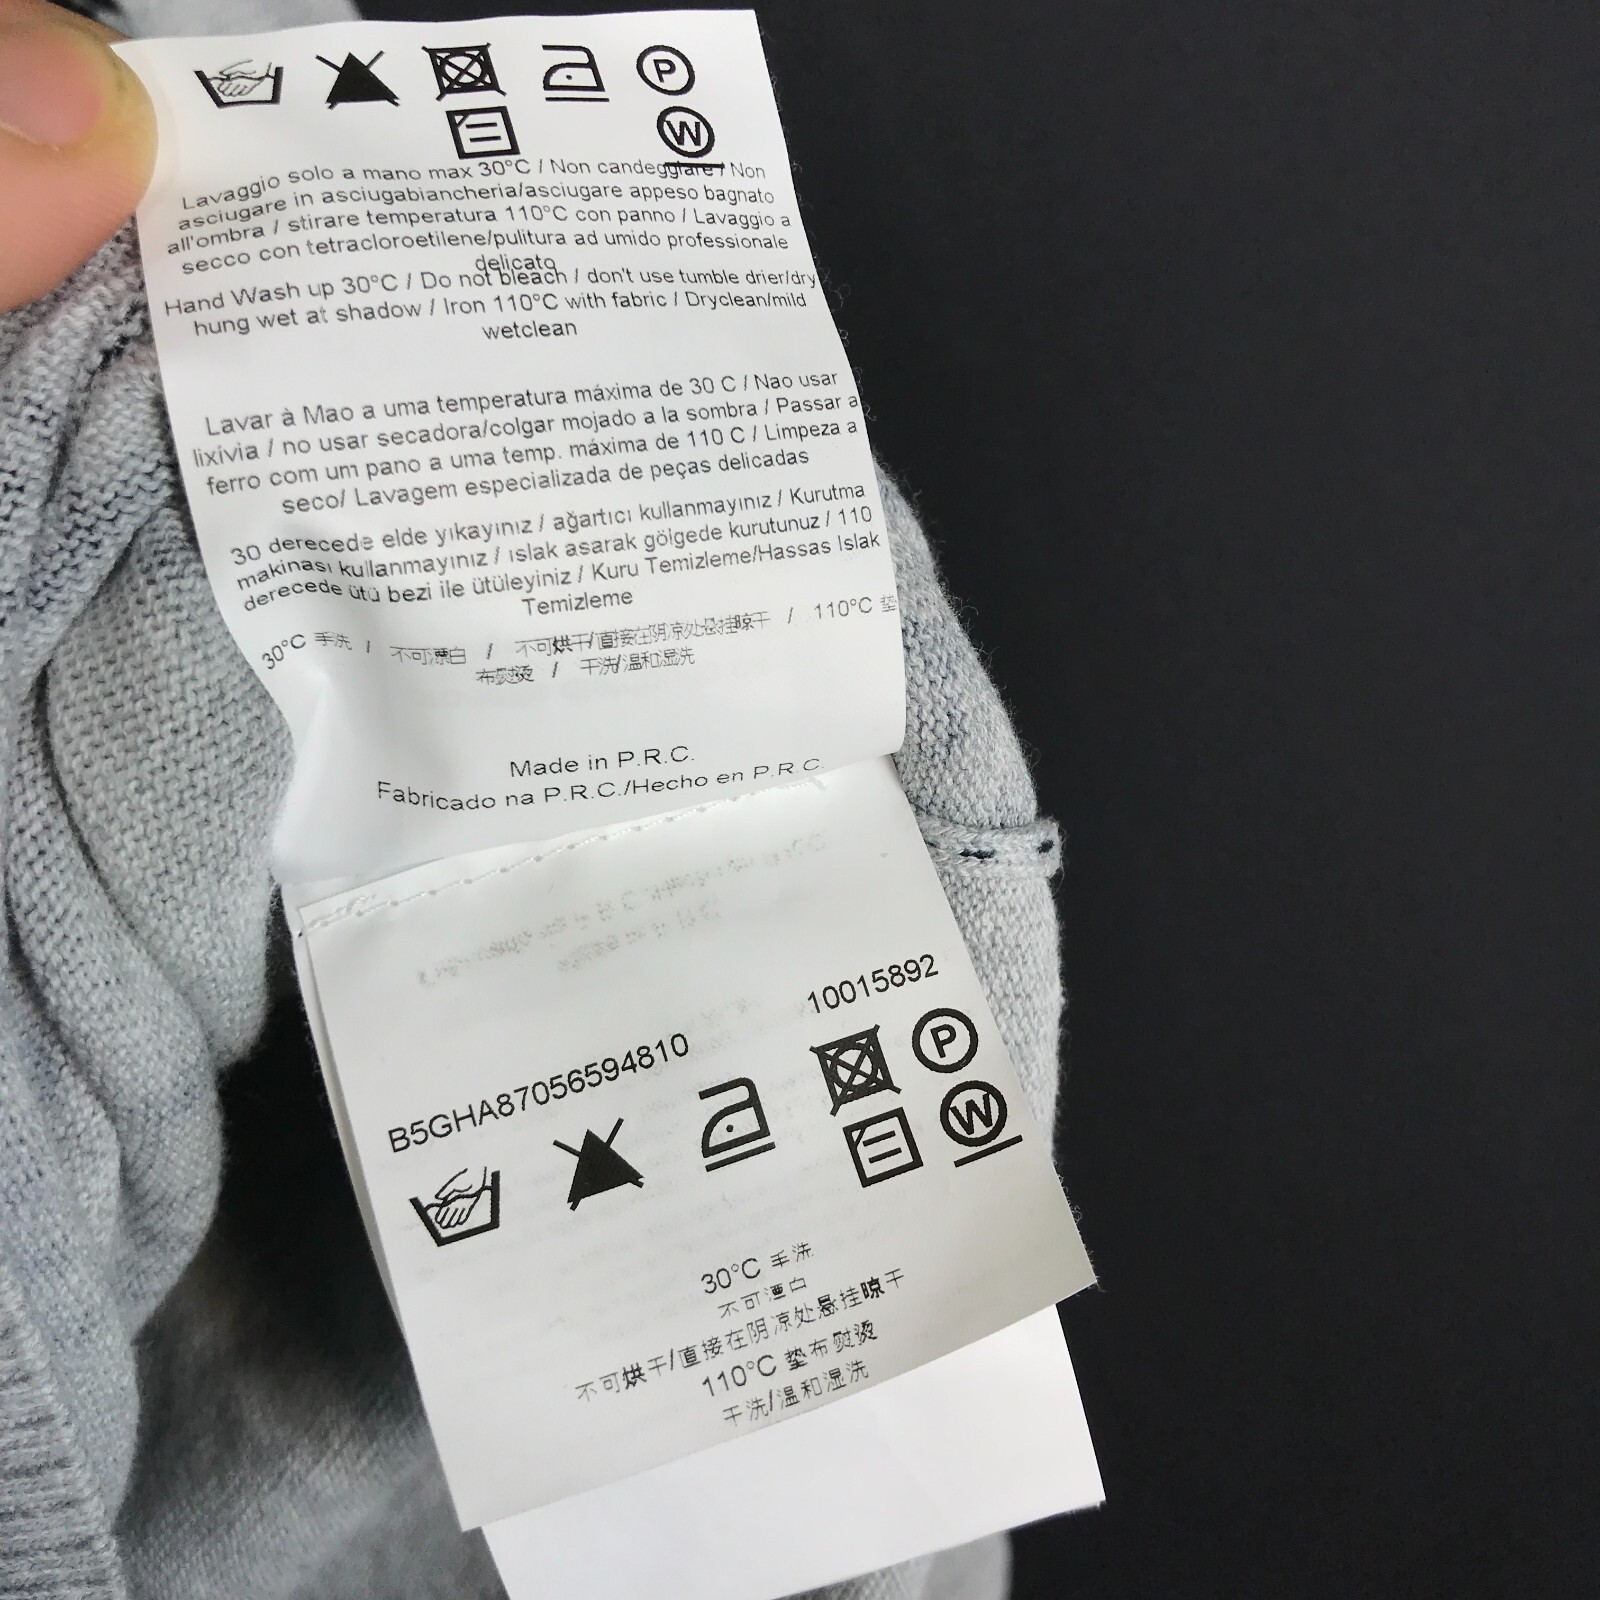 P
W
Lavaggio solo a mano max 30°C / Non candeggiare / Non
asciugare in asciugabiancheria/asciugare appeso bagnato
all'ombra / stirare temperatura 110°C con panno / Lavaggio a
secco con tetracloroetilene/pulitura ad umido professionale
delicato
Hand Wash up 30°C / Do not bleach / don't use tumble drier/dry
hung wet at shadow / Iron 110°C with fabric / Dryclean/mild
wetclean
Lavar à Mao a uma temperatura máxima de 30 C / Nao usar
lixívia / no usar secadora/colgar mojado a la sombra / Passar a
ferro com um pano a uma temp. máxima de 110 C / Limpeza a
seco/ Lavagem especializada de peças delicadas
30 derecede elde yıkayınız / ağartıcı kullanmayınız / Kurutma
makinası kullanmayınız / ıslak asarak gölgede kurutunuz / 110
derecede ütü bezi ile ütüleyiniz / Kuru Temizleme/Hassas Islak
Temizleme
30°C 手洗 / 不可漂白 / 不可烘干/直接在阴凉处悬挂晾干 / 110°C 垫
布熨烫 / 干洗/温和湿洗
Made in P.R.C.
Fabricado na P.R.C./Hecho en P.R.C.
10015892
B5GHA87056594810
P
W
30°C 手洗
不可漂白
不可烘干/直接在阴凉处悬挂晾干
110°C 垫布熨烫
干洗/温和湿洗